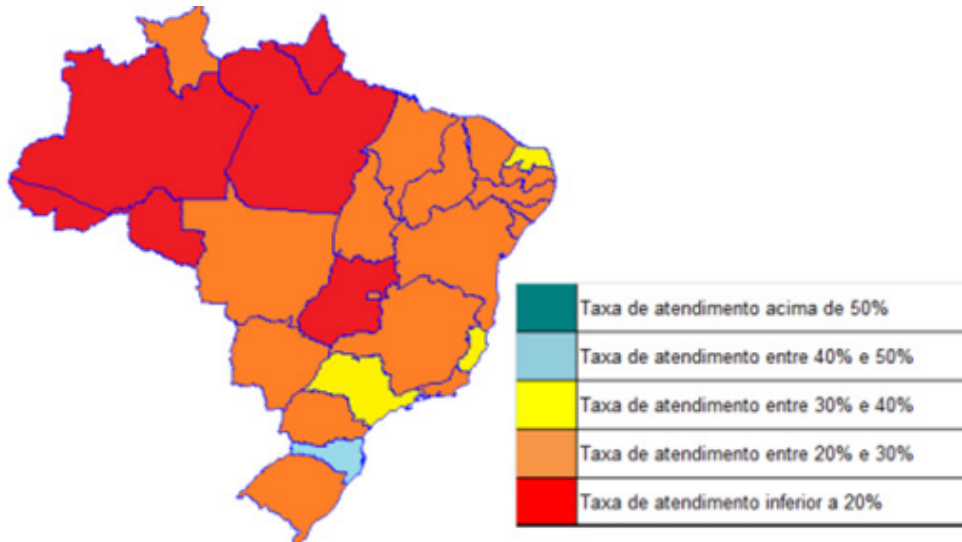 Taxa de atendimento acima de 50%
Taxa de atendimento entre 40% e 50%
Taxa de atendimento entre 30% e 40%
Taxa de atendimento entre 20% e 30%
Taxa de atendimento inferior a 20%